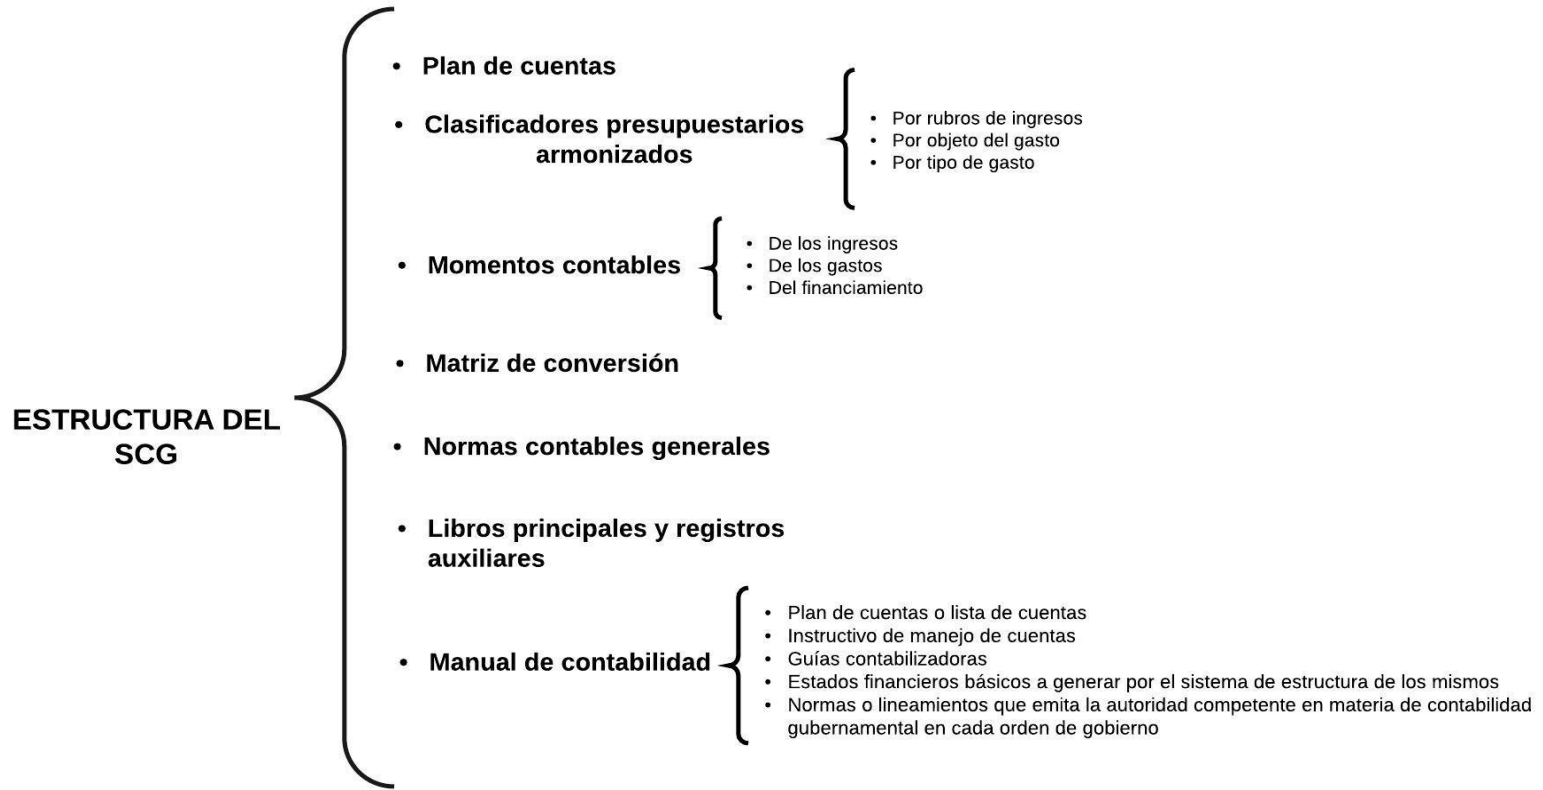 ESTRUCTURA DEL
SCG
• Plan de cuentas
• Clasificadores presupuestarios
armonizados
• Por rubros de ingresos
• Por objeto del gasto
• Por tipo de gasto
• Momentos contables
• De los ingresos
• De los gastos
• Del financiamiento
• Matriz de conversión
• Normas contables generales
• Libros principales y registros
auxiliares
• Manual de contabilidad
• Plan de cuentas o lista de cuentas
• Instructivo de manejo de cuentas
• Guías contabilizadoras
• Estados financieros básicos a generar por el sistema de estructura de los mismos
• Normas o lineamientos que emita la autoridad competente en materia de contabilidad
gubernamental en cada orden de gobierno